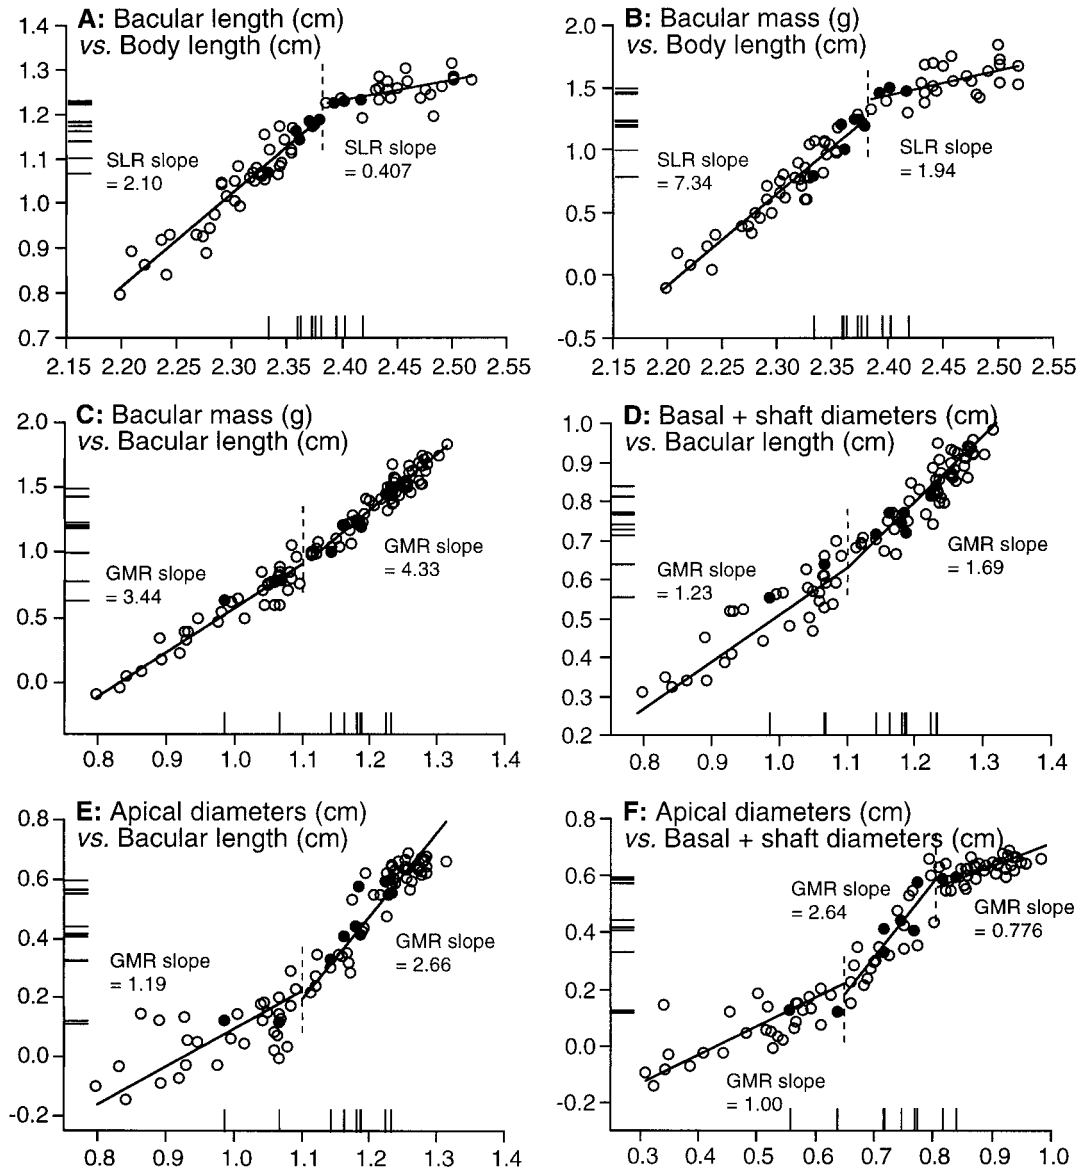 A: Bacular length (cm)
vs. Body length (cm)
1.4
1.3
1.2
1.1
1.0
0.9
0.8
0.7
SLR slope
= 2.10
SLR slope
= 0.407
2.15 2.20 2.25 2.30 2.35 2.40 2.45 2.50 2.55
B: Bacular mass (g)
vs. Body length (cm)
2.0
1.5
1.0
0.5
0.0
-0.5
SLR slope
= 7.34
SLR slope
= 1.94
2.15 2.20 2.25 2.30 2.35 2.40 2.45 2.50 2.55
C: Bacular mass (g)
vs. Bacular length (cm)
2.0
1.5
1.0
0.5
0.0
GMR slope
= 3.44
GMR slope
= 4.33
0.8 0.9 1.0 1.1 1.2 1.3 1.4
D: Basal + shaft diameters (cm)
vs. Bacular length (cm)
1.0
0.9
0.8
0.7
0.6
0.5
0.4
0.3
0.2
GMR slope
= 1.23
GMR slope
= 1.69
0.8 0.9 1.0 1.1 1.2 1.3 1.4
E: Apical diameters (cm)
vs. Bacular length (cm)
0.8
0.6
0.4
0.2
0.0
-0.2
GMR slope
= 1.19
GMR slope
= 2.66
0.8 0.9 1.0 1.1 1.2 1.3 1.4
F: Apical diameters (cm)
vs. Basal + shaft diameters (cm)
0.8
0.6
0.4
0.2
0.0
-0.2
GMR slope
= 2.64
GMR slope
= 0.776
GMR slope
= 1.00
0.3 0.4 0.5 0.6 0.7 0.8 0.9 1.0